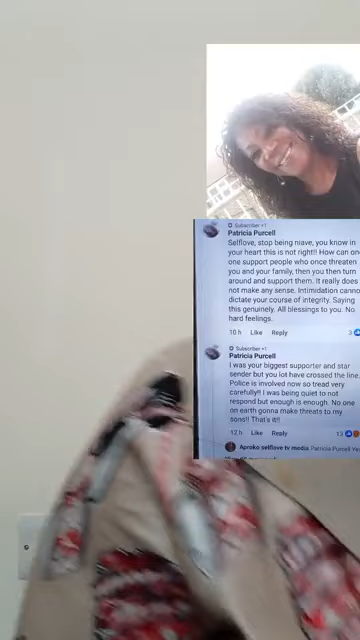 Subscriber +1
Patricia Purcell
Selflove, stop being niave, you know in
your heart this is not right!! How can one
one support people who once threaten
you and your family, then you then turn
around and support them. It really does
not make any sense. Intimidation cannot
dictate your course of integrity. Saying
this genuinely. All blessings to you. No
hard feelings.
10 h Like Reply 3
Subscriber +1
Patricia Purcell
I was your biggest supporter and star
sender but you lot have crossed the line.
Police is involved now so tread very
carefully!! I was being quiet to not
respond but enough is enough. No one
on earth gonna make threats to my
sons!! That's it!!
12 h Like Reply 13
Aproko selflove tv media Patricia Purcell